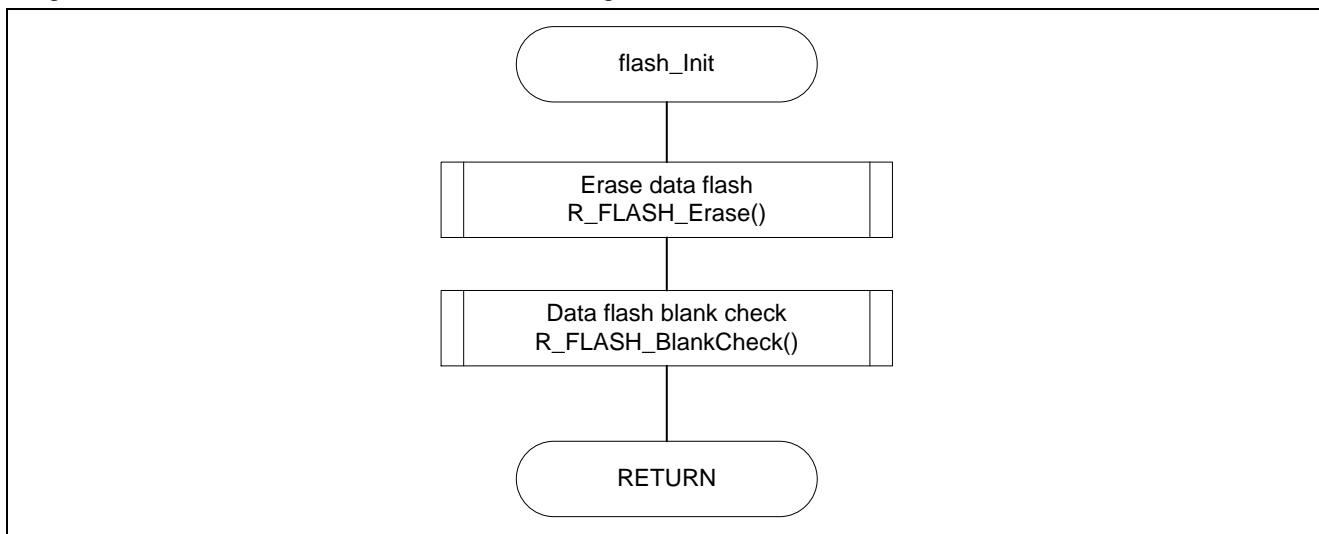 flash_Init
Erase data flash
R_FLASH_Erase()
Data flash blank check
R_FLASH_BlankCheck()
RETURN